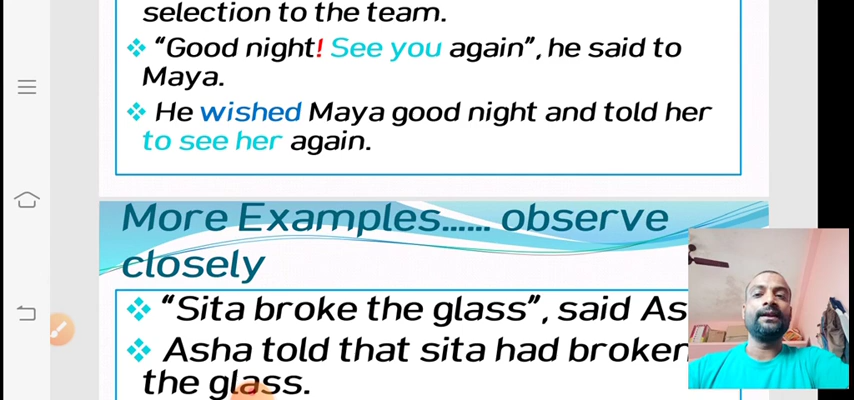 selection to the team.
❖ “Good night! See you again”, he said to
Maya.
❖ He wished Maya good night and told her
to see her again.
More Examples...... observe
closely
❖ “Sita broke the glass”, said As
❖ Asha told that sita had broken
the glass.